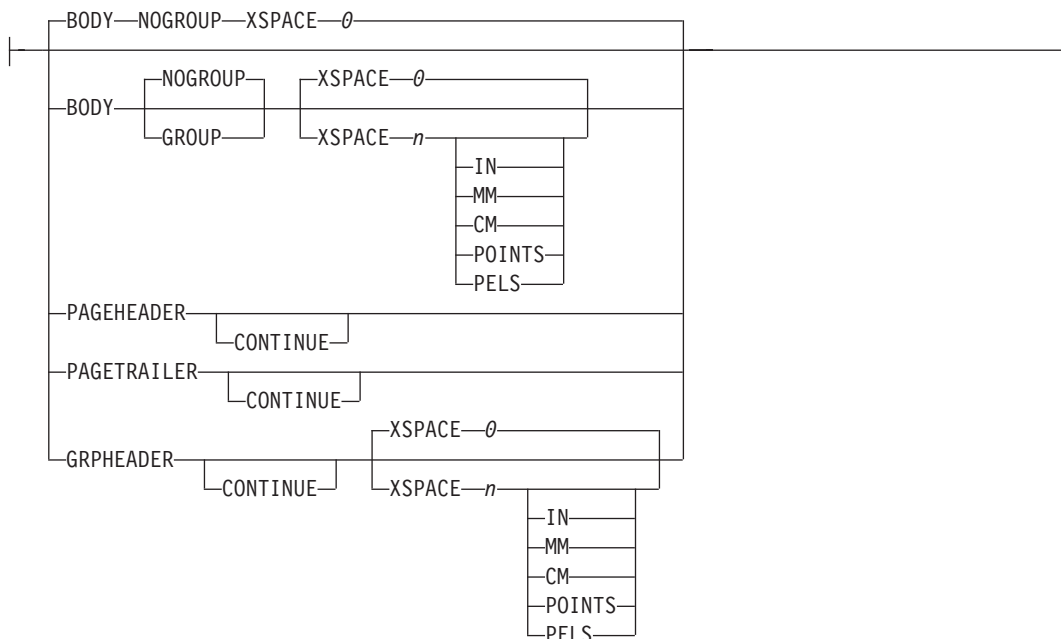 BODY NOGROUP XSPACE 0
NOGROUP XSPACE 0
BODY
GROUP XSPACE n
IN
MM
CM
POINTS
PELS
PAGEHEADER
CONTINUE
PAGETRAILER
CONTINUE
XSPACE 0
GRPHEADER
CONTINUE XSPACE n
IN
MM
CM
POINTS
PELS